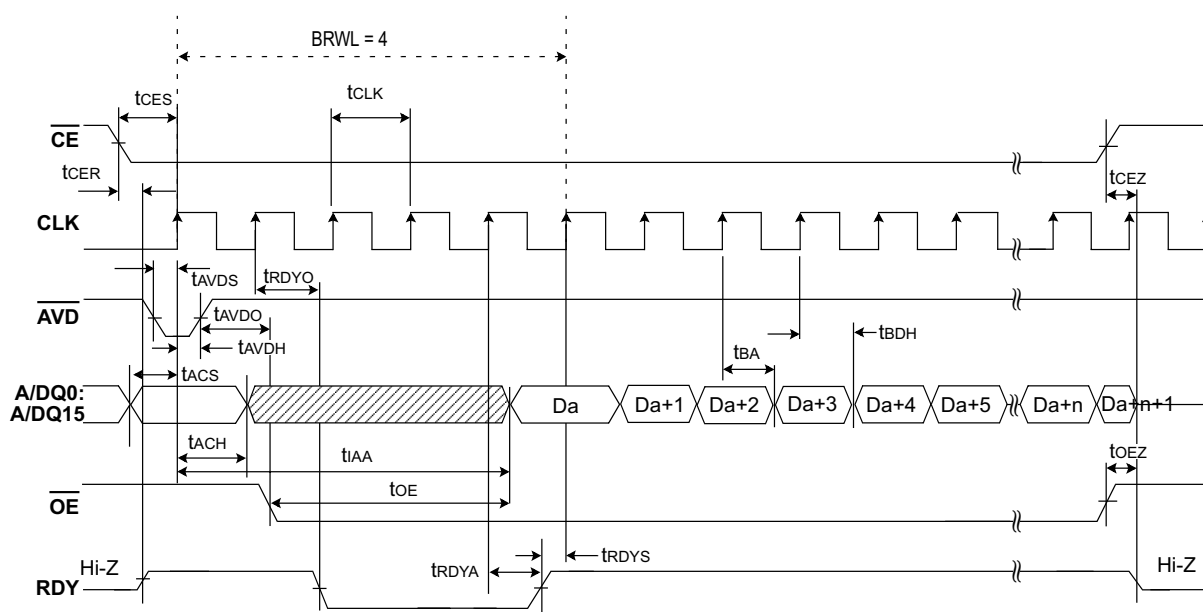 BRWL = 4
tCES
tCLK
CE
tCER
tCEZ
CLK
tAVDS
tRDYO
AVD
tAVDO
tAVDH
tBDH
tBA
tACS
A/DQ0:
A/DQ15
Da
Da+1
Da+2
Da+3
Da+4
Da+5
Da+n
Da+n+1
tACH
tIAA
tOEZ
tOE
OE
tRDYS
tRDYA
Hi-Z
Hi-Z
RDY